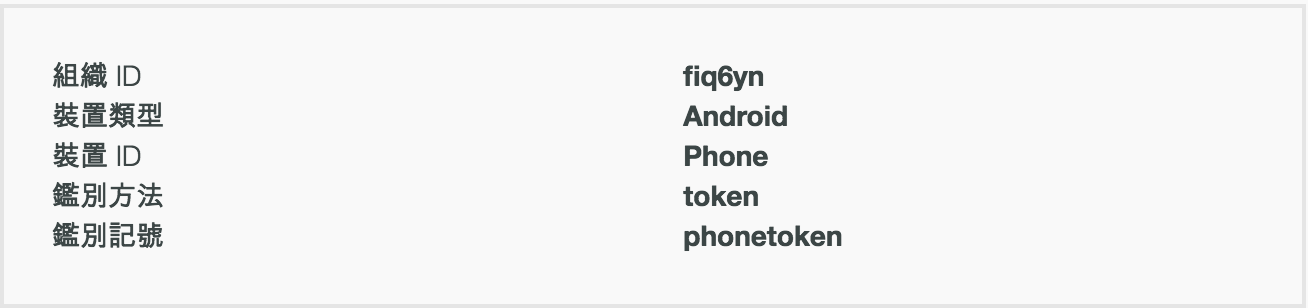 組織 ID fiq6yn
裝置類型 Android
裝置 ID Phone
鑑別方法 token
鑑別記號 phonetoken